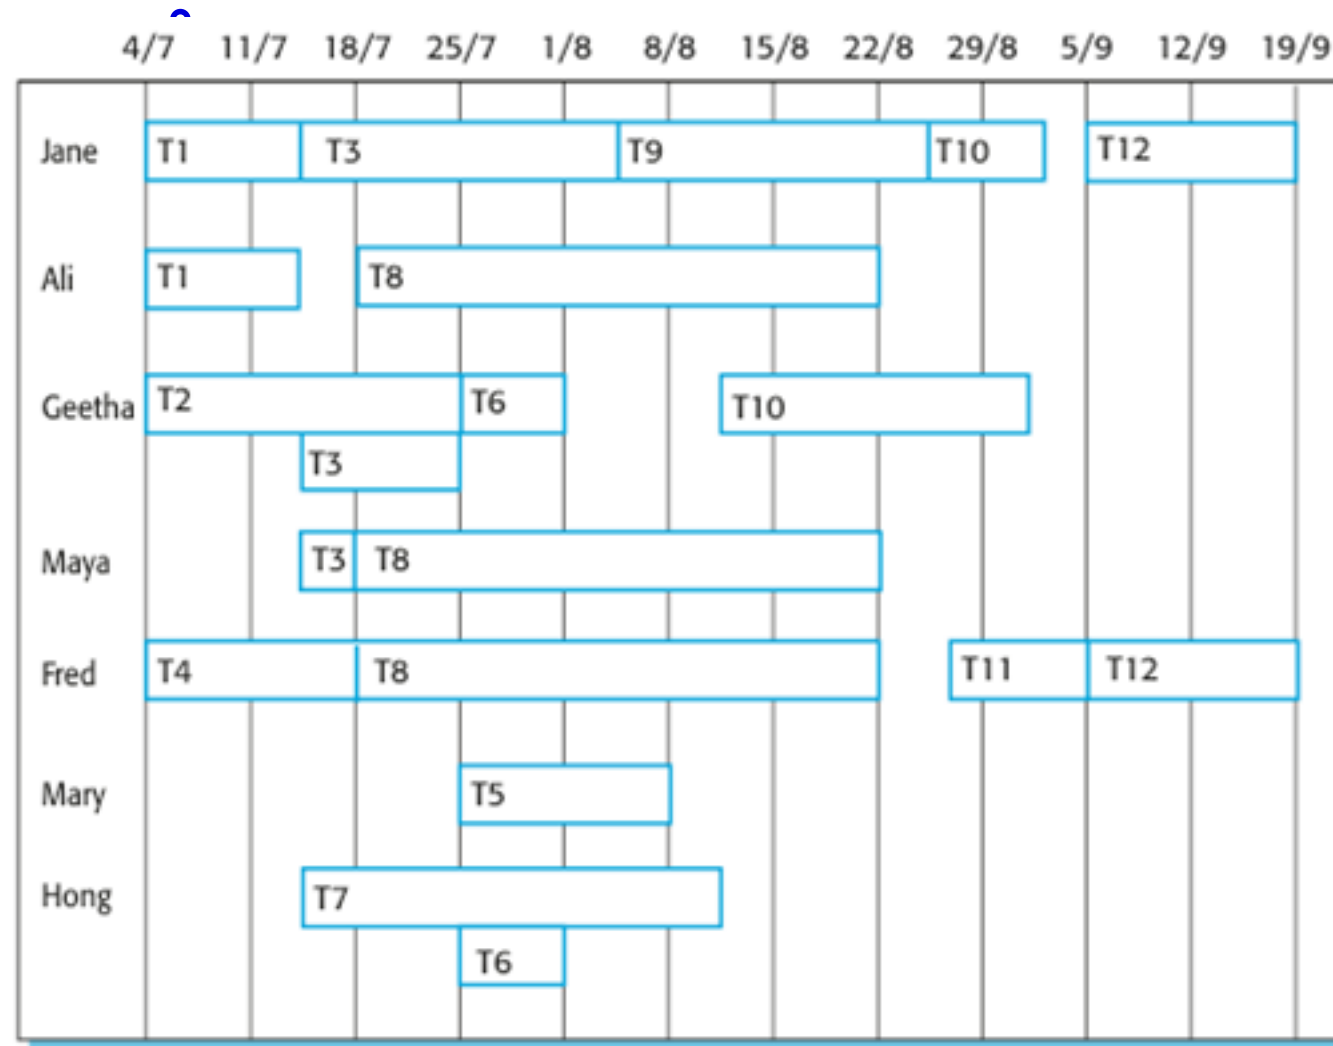 4/7 11/7 18/7 25/7 1/8 8/8 15/8 22/8 29/8 5/9 12/9 19/9
Jane T1 T3 T9 T10 T12
Ali T1 T8
Geetha T2 T6 T10
T3
Maya T3 T8
Fred T4 T8 T11 T12
Mary T5
Hong T7
T6